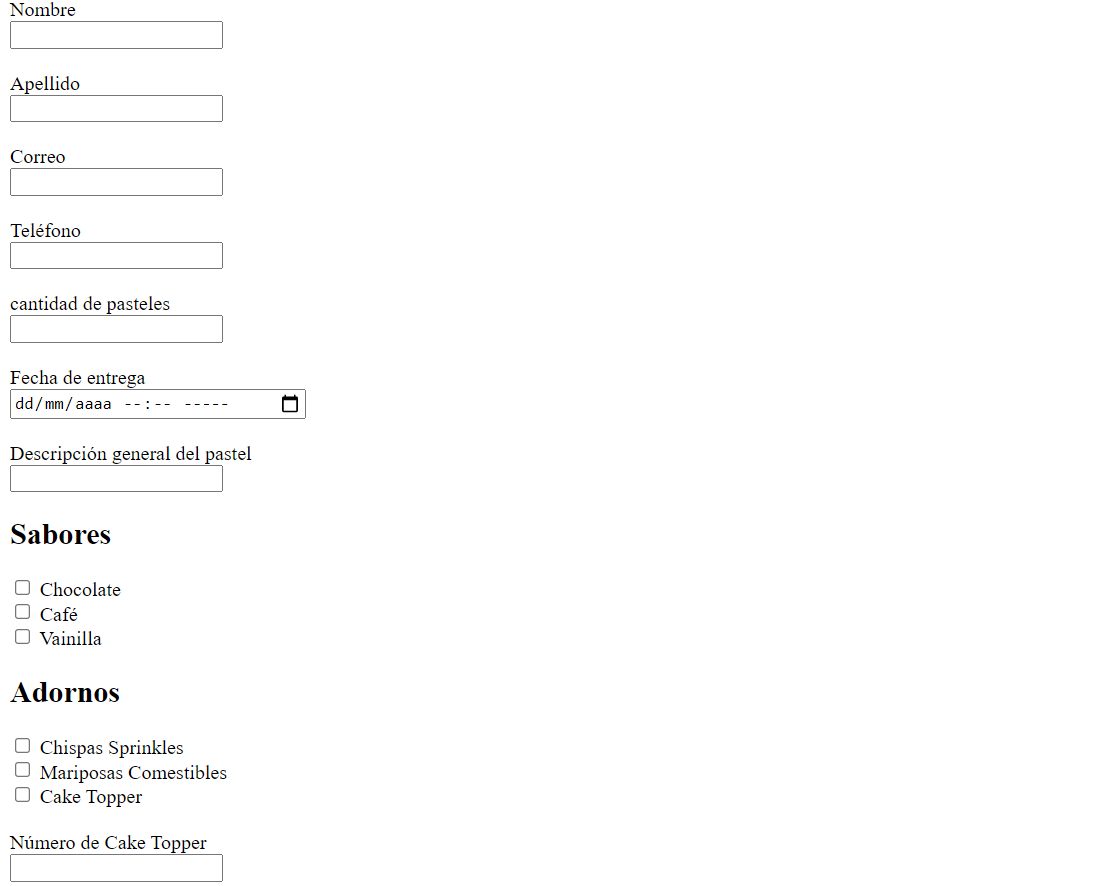 Nombre
Apellido
Correo
Teléfono
cantidad de pasteles
Fecha de entrega
dd/mm/aaaa --:-- -----
Descripción general del pastel
Sabores
Chocolate
Café
Vainilla
Adornos
Chispas Sprinkles
Mariposas Comestibles
Cake Topper
Número de Cake Topper